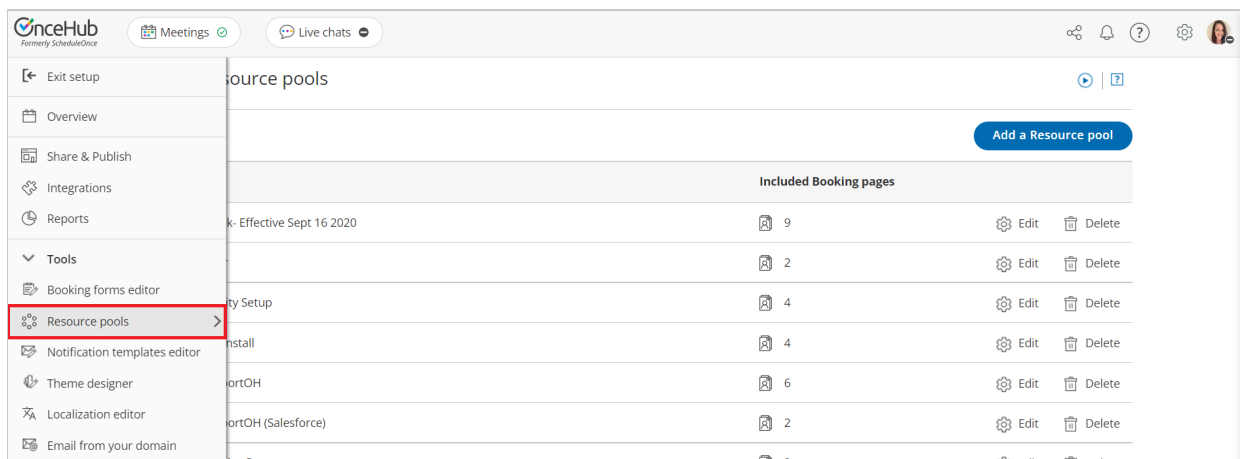 OnceHub
Formerly ScheduleOnce
Meetings
Live chats
?
Exit setup
source pools
?
Overview
Add a Resource pool
Share & Publish
Integrations
Included Booking pages
Reports
k- Effective Sept 16 2020 9 Edit Delete
Tools
2 Edit Delete
Booking forms editor
ity Setup 4 Edit Delete
Resource pools
nstall 4 Edit Delete
Notification templates editor
ortOH 6 Edit Delete
Theme designer
Localization editor
ortOH (Salesforce) 2 Edit Delete
Email from your domain